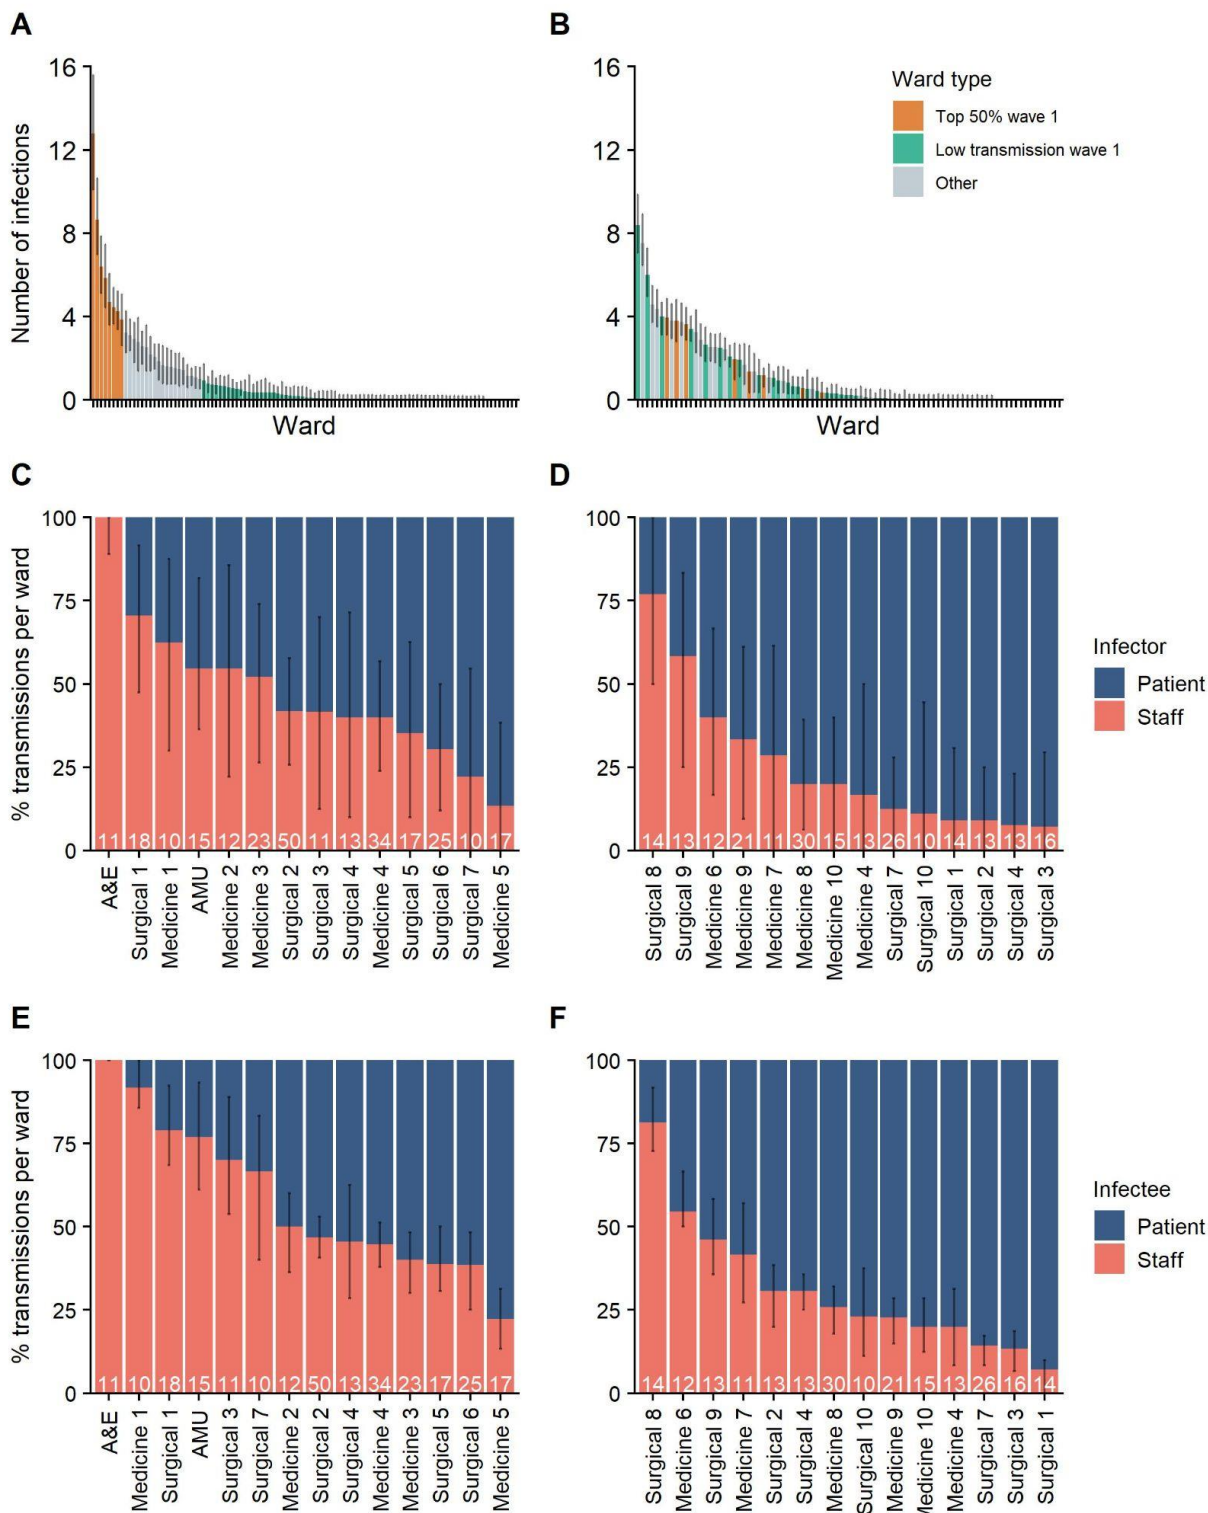 A
B
16
12
8
4
0
Number of infections
Ward
16
12
8
4
0
Ward
Ward type
Top 50% wave 1
Low transmission wave 1
Other
C
D
100
75
50
25
0
% transmissions per ward
11 18 10 15 12 23 50 11 13 34 17 25 10 17
A&E
Surgical 1
Medicine 1
AMU
Medicine 2
Medicine 3
Surgical 2
Surgical 3
Surgical 4
Medicine 4
Surgical 5
Surgical 6
Surgical 7
Medicine 5
100
75
50
25
0
14 13 12 21 11 30 15 13 26 10 14 13 13 16
Surgical 8
Surgical 9
Medicine 6
Medicine 9
Medicine 7
Medicine 8
Medicine 10
Medicine 4
Surgical 7
Surgical 10
Surgical 1
Surgical 2
Surgical 4
Surgical 3
Infector
Patient
Staff
E
F
100
75
50
25
0
% transmissions per ward
11 10 18 15 11 10 12 50 13 34 23 17 25 17
A&E
Medicine 1
Surgical 1
AMU
Surgical 3
Surgical 7
Medicine 2
Surgical 2
Surgical 4
Medicine 4
Medicine 3
Surgical 5
Surgical 6
Medicine 5
100
75
50
25
0
14 12 13 11 13 13 30 10 21 15 13 26 16 14
Surgical 8
Medicine 6
Surgical 9
Medicine 7
Surgical 2
Surgical 4
Medicine 8
Surgical 10
Medicine 9
Medicine 10
Medicine 4
Surgical 7
Surgical 3
Surgical 1
Infectee
Patient
Staff